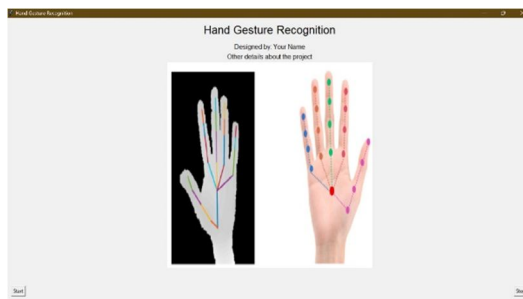 Hand Gesture Recognition
Hand Gesture Recognition
Designed by: Your Name
Other details about the project
Start